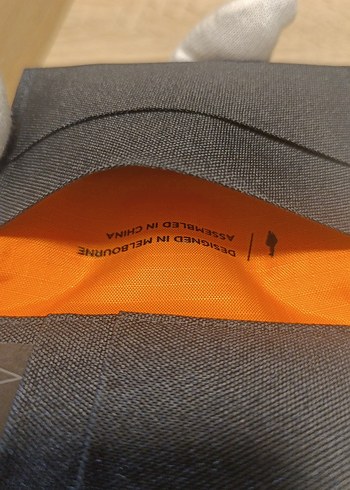 DESIGNED IN MELBOURNE
ASSEMBLED IN CHINA